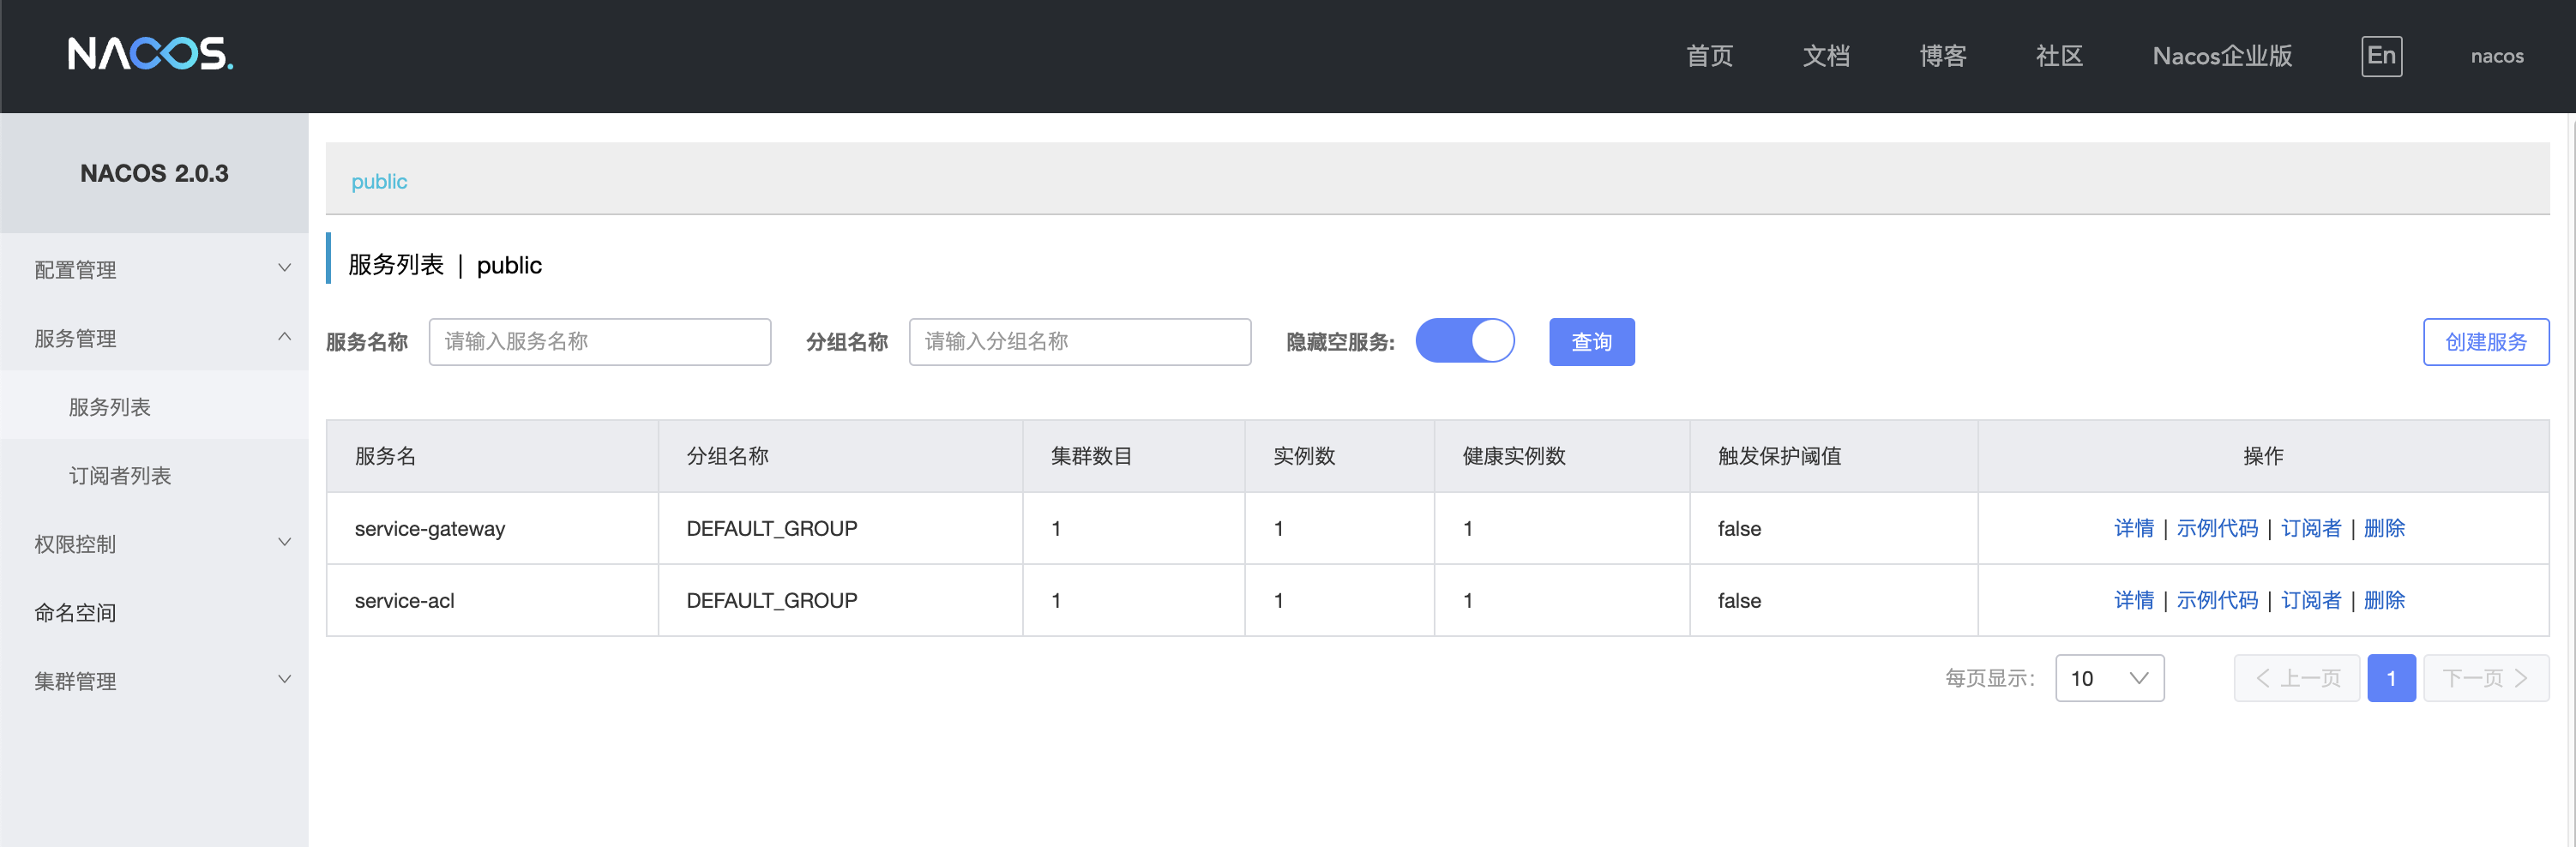 NACOS. 首页 文档 博客 社区 Nacos企业版 En nacos
NACOS 2.0.3
配置管理
服务管理
服务列表
订阅者列表
权限控制
命名空间
集群管理
public
服务列表 | public
服务名称 请输入服务名称 分组名称 请输入分组名称 隐藏空服务: 查询 创建服务
服务名 分组名称 集群数目 实例数 健康实例数 触发保护阈值 操作
service-gateway DEFAULT_GROUP 1 1 1 false 详情 | 示例代码 | 订阅者 | 删除
service-acl DEFAULT_GROUP 1 1 1 false 详情 | 示例代码 | 订阅者 | 删除
每页显示: 10 上一页 1 下一页